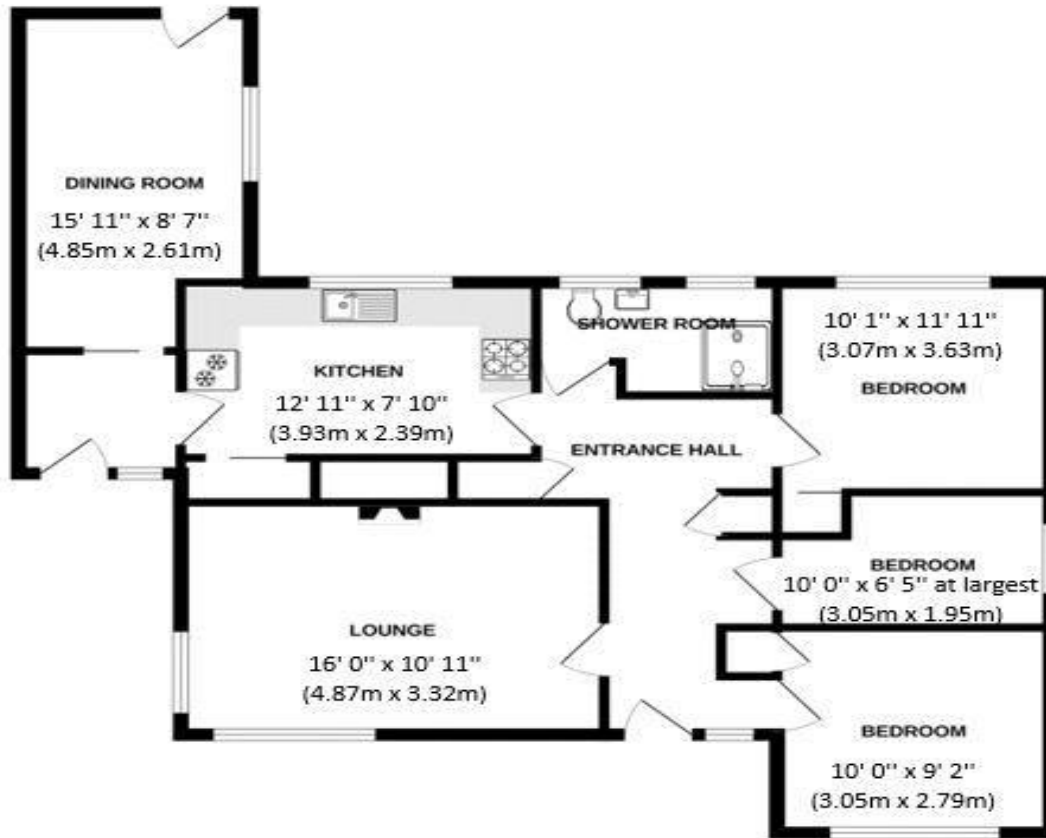 DINING ROOM
15' 11" x 8' 7"
(4.85m x 2.61m)
KITCHEN
12' 11" x 7' 10"
(3.93m x 2.39m)
SHOWER ROOM
10' 1" x 11' 11"
(3.07m x 3.63m)
BEDROOM
ENTRANCE HALL
BEDROOM
10' 0" x 6' 5" at largest
(3.05m x 1.95m)
LOUNGE
16' 0" x 10' 11"
(4.87m x 3.32m)
BEDROOM
10' 0" x 9' 2"
(3.05m x 2.79m)